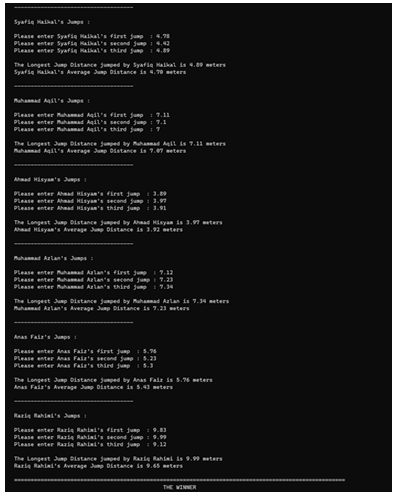 -----------------------------------
Syafiq Haikal's Jumps :
Please enter Syafiq Haikal's first jump : 4.78
Please enter Syafiq Haikal's second jump : 4.42
Please enter Syafiq Haikal's third jump : 4.89
The Longest Jump Distance jumped by Syafiq Haikal is 4.89 meters
Syafiq Haikal's Average Jump Distance is 4.70 meters
-----------------------------------
Muhammad Aqil's Jumps :
Please enter Muhammad Aqil's first jump : 7.11
Please enter Muhammad Aqil's second jump : 7.1
Please enter Muhammad Aqil's third jump : 7
The Longest Jump Distance jumped by Muhammad Aqil is 7.11 meters
Muhammad Aqil's Average Jump Distance is 7.07 meters
-----------------------------------
Ahmad Hisyam's Jumps :
Please enter Ahmad Hisyam's first jump : 3.89
Please enter Ahmad Hisyam's second jump : 3.97
Please enter Ahmad Hisyam's third jump : 3.91
The Longest Jump Distance jumped by Ahmad Hisyam is 3.97 meters
Ahmad Hisyam's Average Jump Distance is 3.92 meters
-----------------------------------
Muhammad Azlan's Jumps :
Please enter Muhammad Azlan's first jump : 7.12
Please enter Muhammad Azlan's second jump : 7.23
Please enter Muhammad Azlan's third jump : 7.34
The Longest Jump Distance jumped by Muhammad Azlan is 7.34 meters
Muhammad Azlan's Average Jump Distance is 7.23 meters
-----------------------------------
Anas Faiz's Jumps :
Please enter Anas Faiz's first jump : 5.76
Please enter Anas Faiz's second jump : 5.23
Please enter Anas Faiz's third jump : 5.3
The Longest Jump Distance jumped by Anas Faiz is 5.76 meters
Anas Faiz's Average Jump Distance is 5.43 meters
-----------------------------------
Raziq Rahimi's Jumps :
Please enter Raziq Rahimi's first jump : 9.83
Please enter Raziq Rahimi's second jump : 9.99
Please enter Raziq Rahimi's third jump : 9.12
The Longest Jump Distance jumped by Raziq Rahimi is 9.99 meters
Raziq Rahimi's Average Jump Distance is 9.65 meters
====================================================================================================
THE WINNER